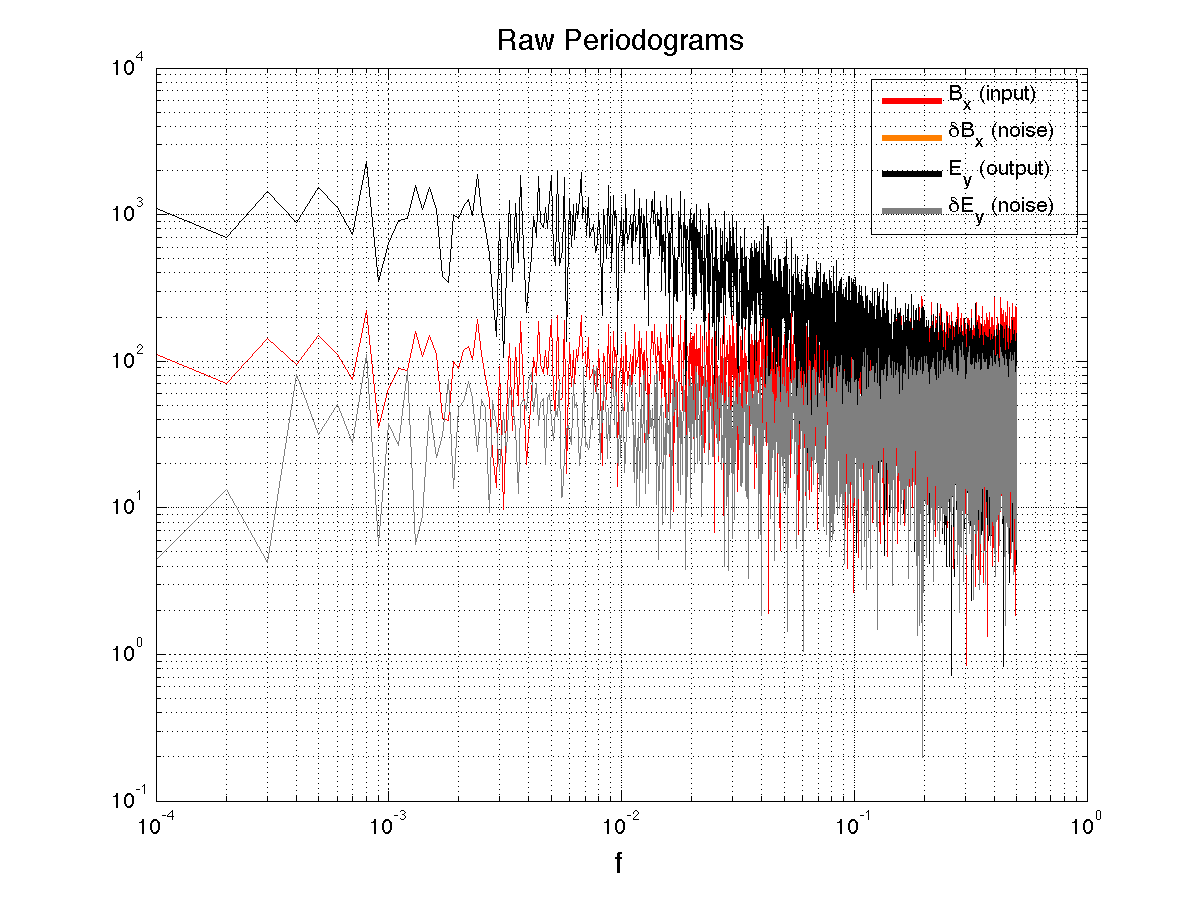 Raw Periodograms
10^4
10^3
10^2
10^1
10^0
10^-1
B_x (input)
δB_x (noise)
E_y (output)
δE_y (noise)
10^-4 10^-3 10^-2 10^-1 10^0
f